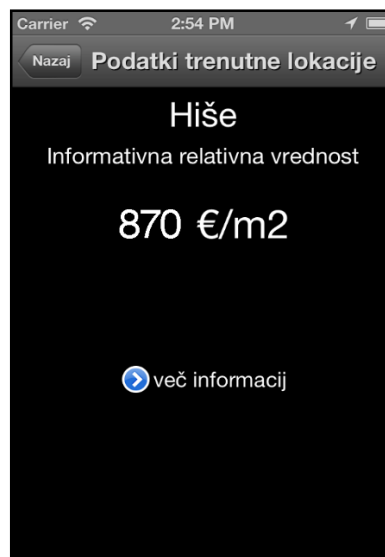 Carrier 2:54 PM
Nazaj Podatki trenutne lokacije
Hiše
Informativna relativna vrednost
870 €/m2
več informacij